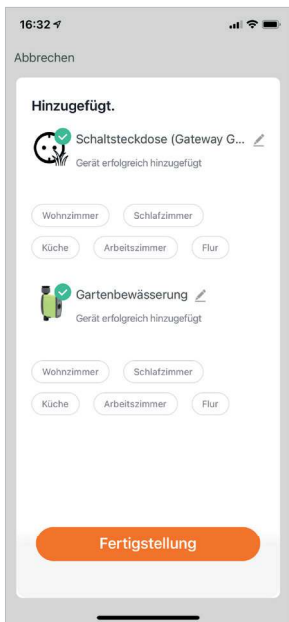 16:32
Abbrechen
Hinzugefügt.
Schaltsteckdose (Gateway G...
Gerät erfolgreich hinzugefügt
Wohnzimmer Schlafzimmer
Küche Arbeitszimmer Flur
Gartenbewässerung
Gerät erfolgreich hinzugefügt
Wohnzimmer Schlafzimmer
Küche Arbeitszimmer Flur
Fertigstellung